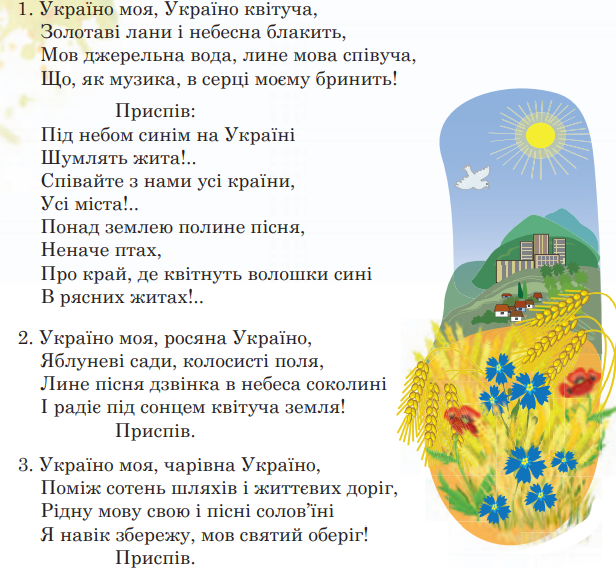 1. Україно моя, Україно квітуча,
Золотаві лани і небесна блакить,
Мов джерельна вода, лине мова співуча,
Що, як музика, в серці моєму бринить!
Приспів:
Під небом синім на Україні
Шумлять жита!..
Співайте з нами усі країни,
Усі міста!..
Понад землею полине пісня,
Неначе птах,
Про край, де квітнуть волошки сині
В рясних житах!..
2. Україно моя, росяна Україно,
Яблуневі сади, колосисті поля,
Лине пісня дзвінка в небеса соколині
І радіє під сонцем квітуча земля!
Приспів.
3. Україно моя, чарівна Україно,
Поміж сотень шляхів і життєвих доріг,
Рідну мову свою і пісні солов’їні
Я навік збережу, мов святий оберіг!
Приспів.